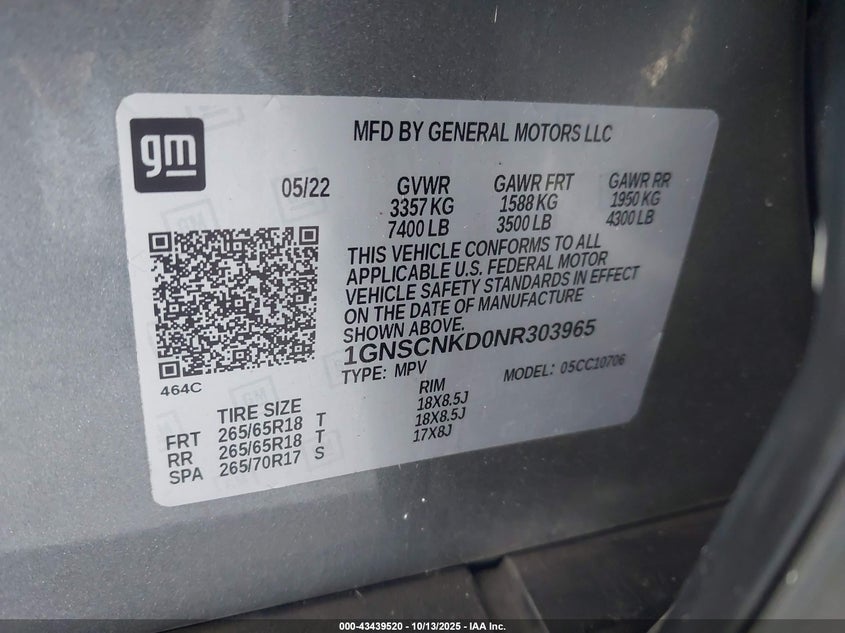 gm
MFD BY GENERAL MOTORS LLC
05/22
GVWR GAWR FRT GAWR RR
3357 KG 1588 KG 1950 KG
7400 LB 3500 LB 4300 LB
THIS VEHICLE CONFORMS TO ALL
APPLICABLE U.S. FEDERAL MOTOR
VEHICLE SAFETY STANDARDS IN EFFECT
ON THE DATE OF MANUFACTURE
SHOWN ABOVE.
1GNSCNKD0NR303965
TYPE: MPV MODEL: 05CC10706
464C
TIRE SIZE RIM
FRT 265/65R18 T 18X8.5J
RR 265/65R18 T 18X8.5J
SPA 265/70R17 S 17X8J
000-43439520 - 10/13/2025 - IAA Inc.